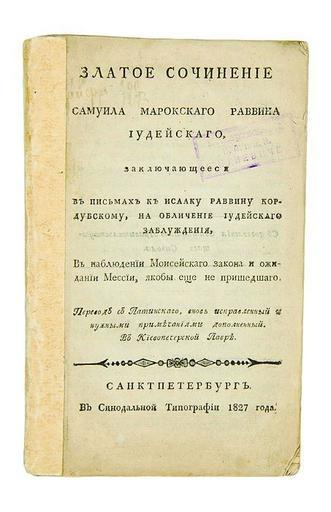 ЗЛАТОЕ СОЧИНЕНІЕ
САМУИЛА МАРОКСКАГО РАВВИНА
ІУДЕЙСКАГО,
заключающееся
ВЪ ПИСЬМАХЪ КЪ ИСААКУ РАВВИНУ КОР-
ДУБСКОМУ, НА ОБЛИЧЕНІЕ ІУДЕЙСКАГО
ЗАБЛУЖДЕНІЯ,
Въ наблюденіи Моисейскаго закона и ожи-
даніи Мессіи, якобы еще не пришедшаго.
Переводъ съ Латинскаго, вновь исправленный и
нужными примѣчаніями дополненный.
Въ Кіевопечерской Лаврѣ.
САНКТПЕТЕРБУРГЪ.
Въ Синодальной Типографіи 1827 года.